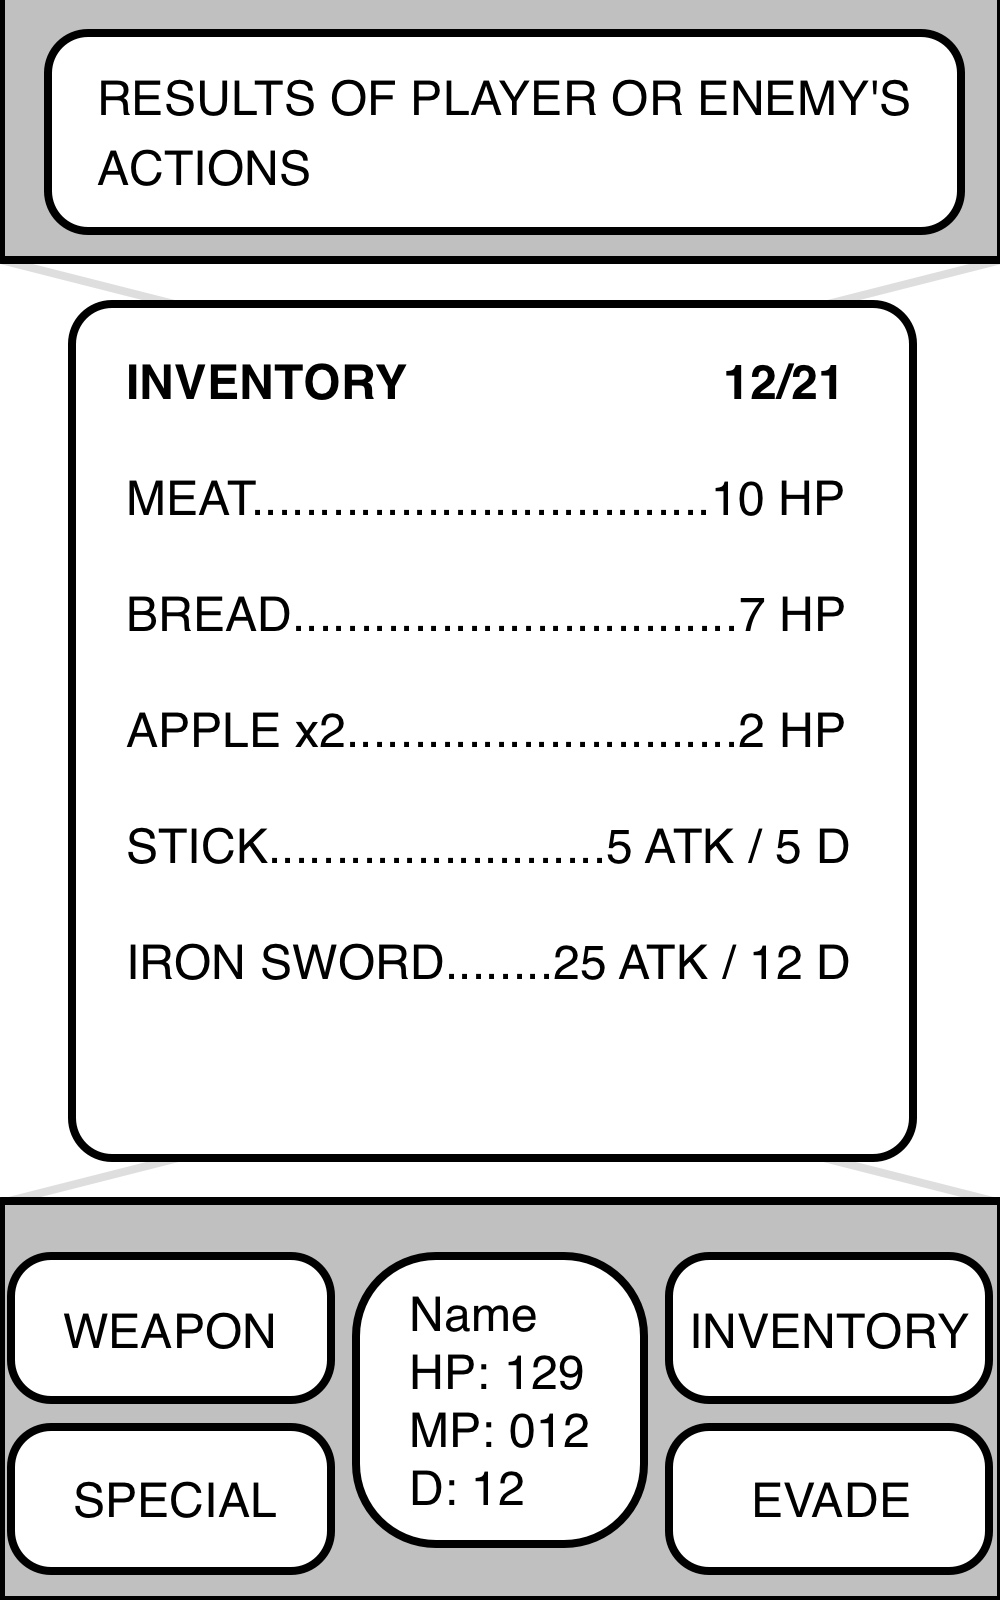 RESULTS OF PLAYER OR ENEMY'S
ACTIONS
INVENTORY 12/21
MEAT..................................10 HP
BREAD.................................7 HP
APPLE x2.............................2 HP
STICK.........................5 ATK / 5 D
IRON SWORD........25 ATK / 12 D
WEAPON
SPECIAL
Name
HP: 129
MP: 012
D: 12
INVENTORY
EVADE